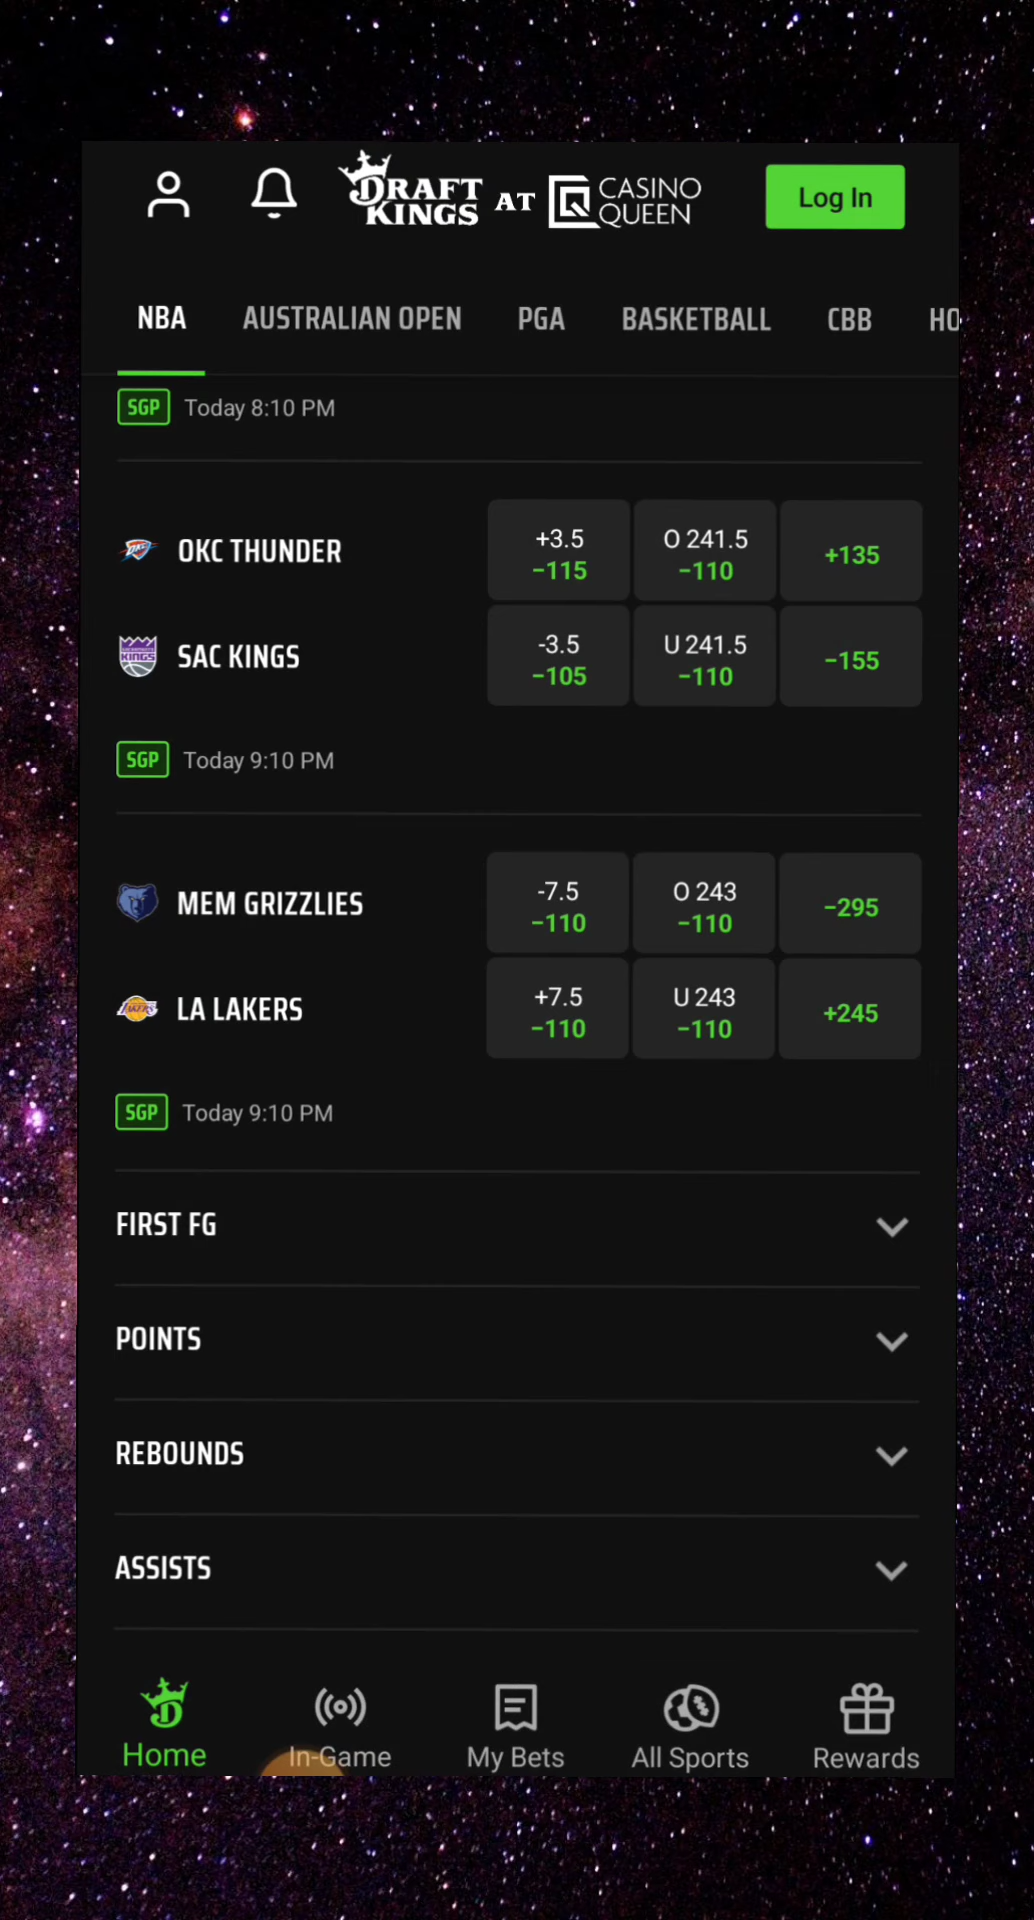 DRAFT KINGS AT CASINO QUEEN
Log In
NBA AUSTRALIAN OPEN PGA BASKETBALL CBB HO
SGP Today 8:10 PM
OKC THUNDER +3.5 −115 O 241.5 −110 +135
SAC KINGS -3.5 −105 U 241.5 −110 −155
SGP Today 9:10 PM
MEM GRIZZLIES -7.5 −110 O 243 −110 −295
LA LAKERS +7.5 −110 U 243 −110 +245
SGP Today 9:10 PM
FIRST FG
POINTS
REBOUNDS
ASSISTS
Home In-Game My Bets All Sports Rewards